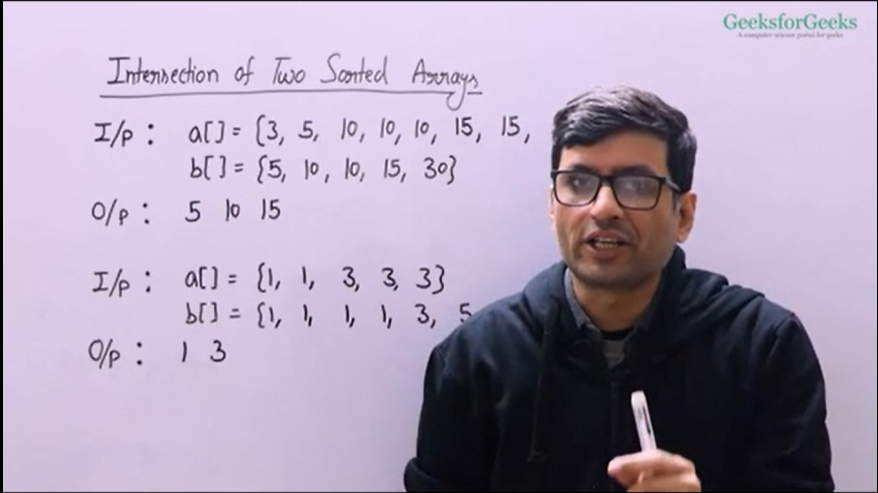 GeeksforGeeks
A computer science portal for geeks
Intersection of Two Sorted Arrays
I/p : a[] = {3, 5, 10, 10, 10, 15, 15,
b[] = {5, 10, 10, 15, 30}
O/p : 5 10 15
I/p : a[] = {1, 1, 3, 3, 3}
b[] = {1, 1, 1, 1, 3, 5
O/p : 1 3